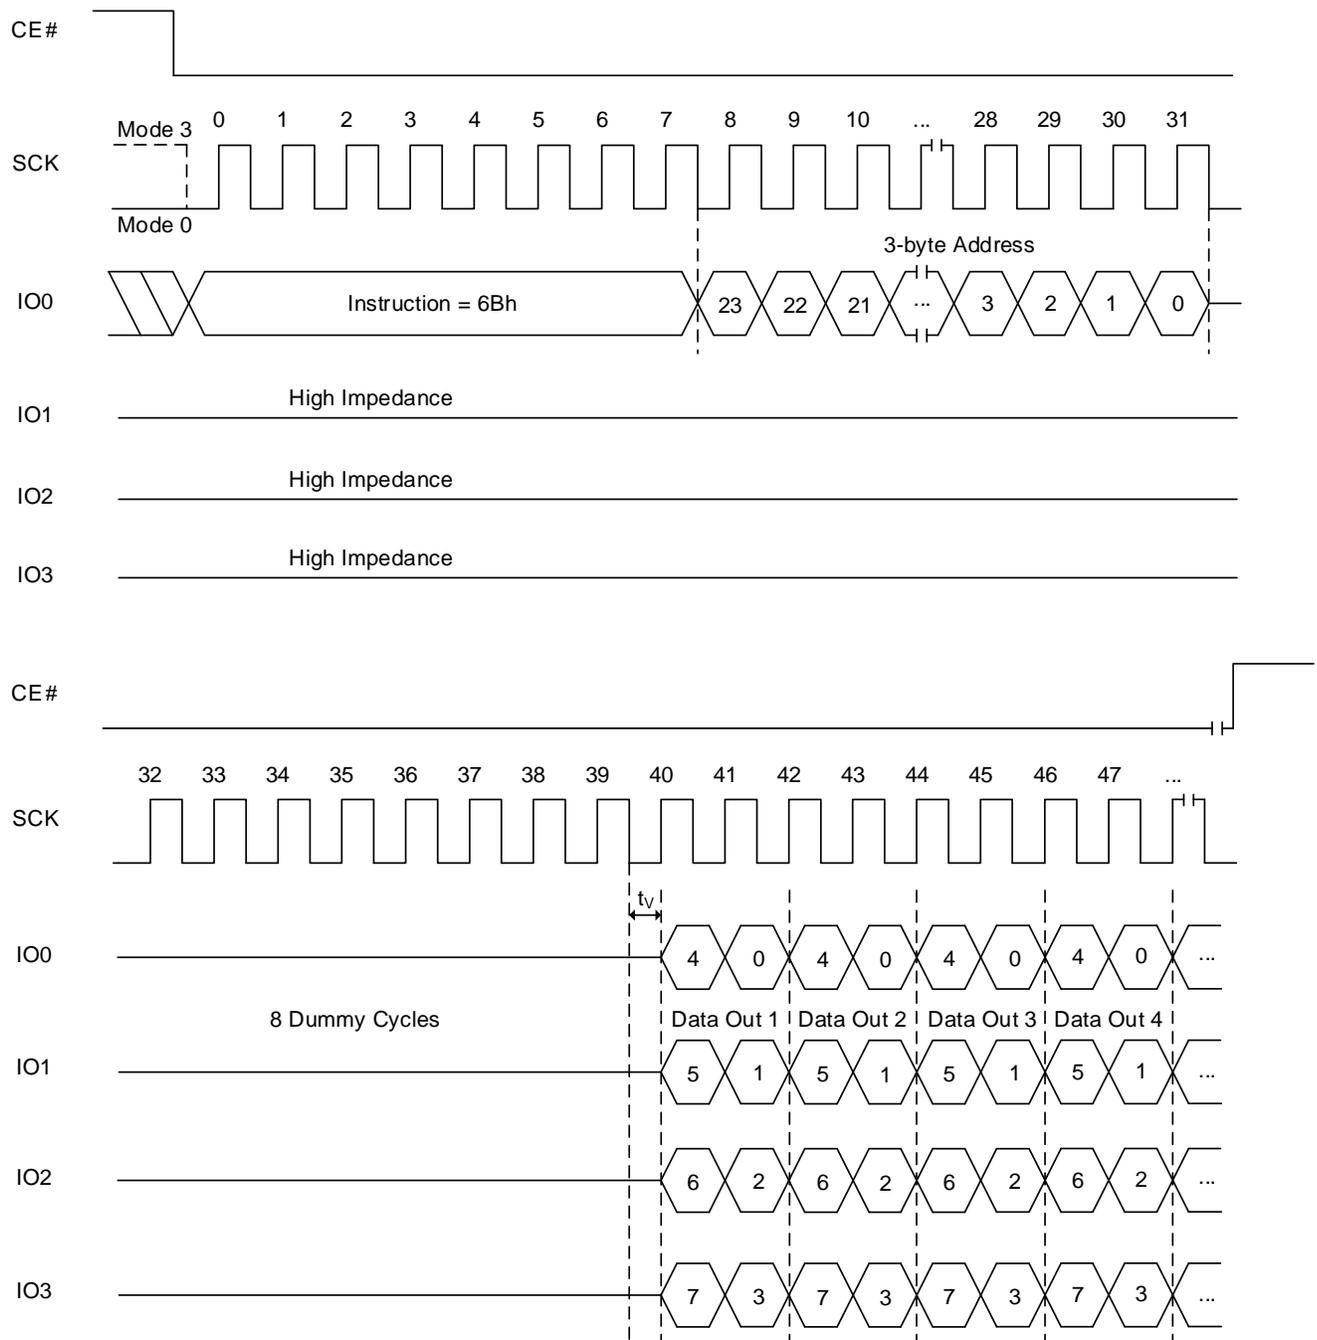 CE#
0 1 2 3 4 5 6 7 8 9 10 ... 28 29 30 31
Mode 3
SCK
Mode 0
3-byte Address
IO0 Instruction = 6Bh 23 22 21 ... 3 2 1 0
High Impedance
IO1
High Impedance
IO2
High Impedance
IO3
CE#
32 33 34 35 36 37 38 39 40 41 42 43 44 45 46 47 ...
SCK
tV
IO0 4 0 4 0 4 0 4 0 ...
8 Dummy Cycles Data Out 1 Data Out 2 Data Out 3 Data Out 4
IO1 5 1 5 1 5 1 5 1 ...
IO2 6 2 6 2 6 2 6 2 ...
IO3 7 3 7 3 7 3 7 3 ...